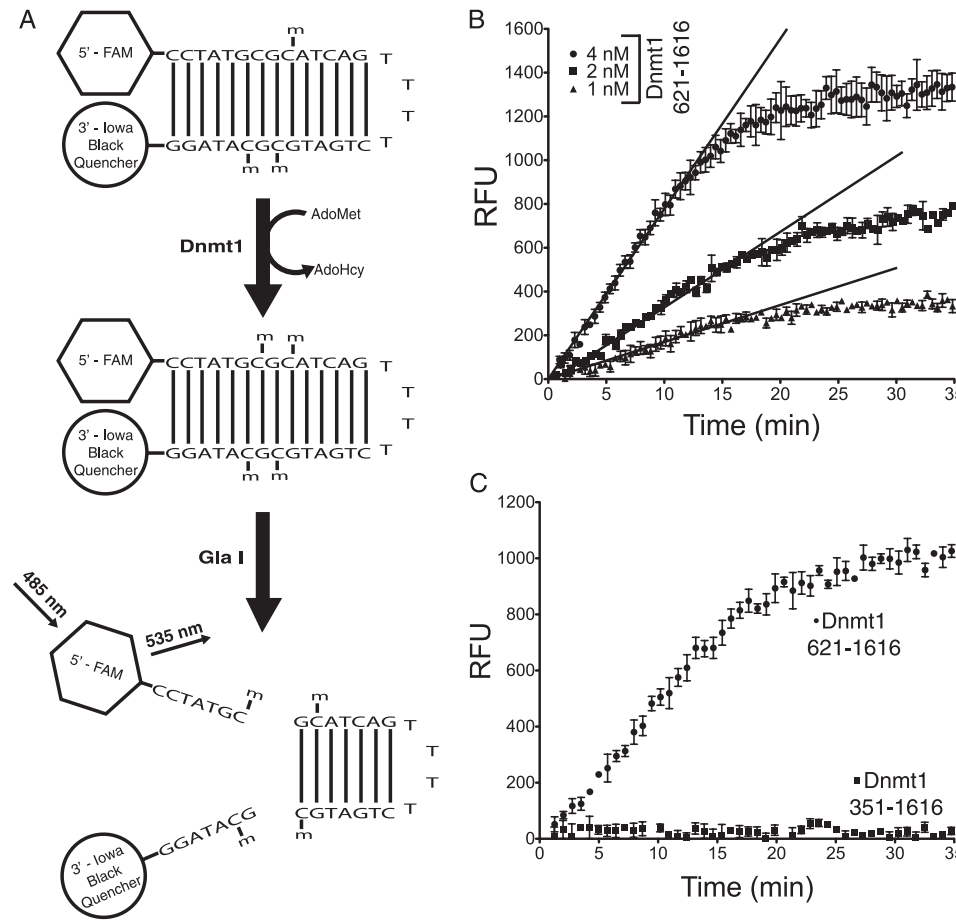 A
5' - FAM
m
CCTATGCGCATCAG T
T
T
3' - Iowa
Black
Quencher
GGATACGCGTAGTC T
m m
Dnmt1
AdoMet
AdoHcy
m m
5' - FAM
CCTATGCGCATCAG T
T
T
3' - Iowa
Black
Quencher
GGATACGCGTAGTC T
m m
Gla I
485 nm
535 nm
5' - FAM
CCTATGC
m
m
GCATCAG T
T
T
CGTAGTC T
m
GGATACG
m
3' - Iowa
Black
Quencher
B
1600
1400
1200
1000
800
600
400
200
0
RFU
4 nM
2 nM
1 nM
Dnmt1
621-1616
0 5 10 15 20 25 30 35
Time (min)
C
1200
1000
800
600
400
200
0
RFU
Dnmt1
621-1616
Dnmt1
351-1616
0 5 10 15 20 25 30 35
Time (min)